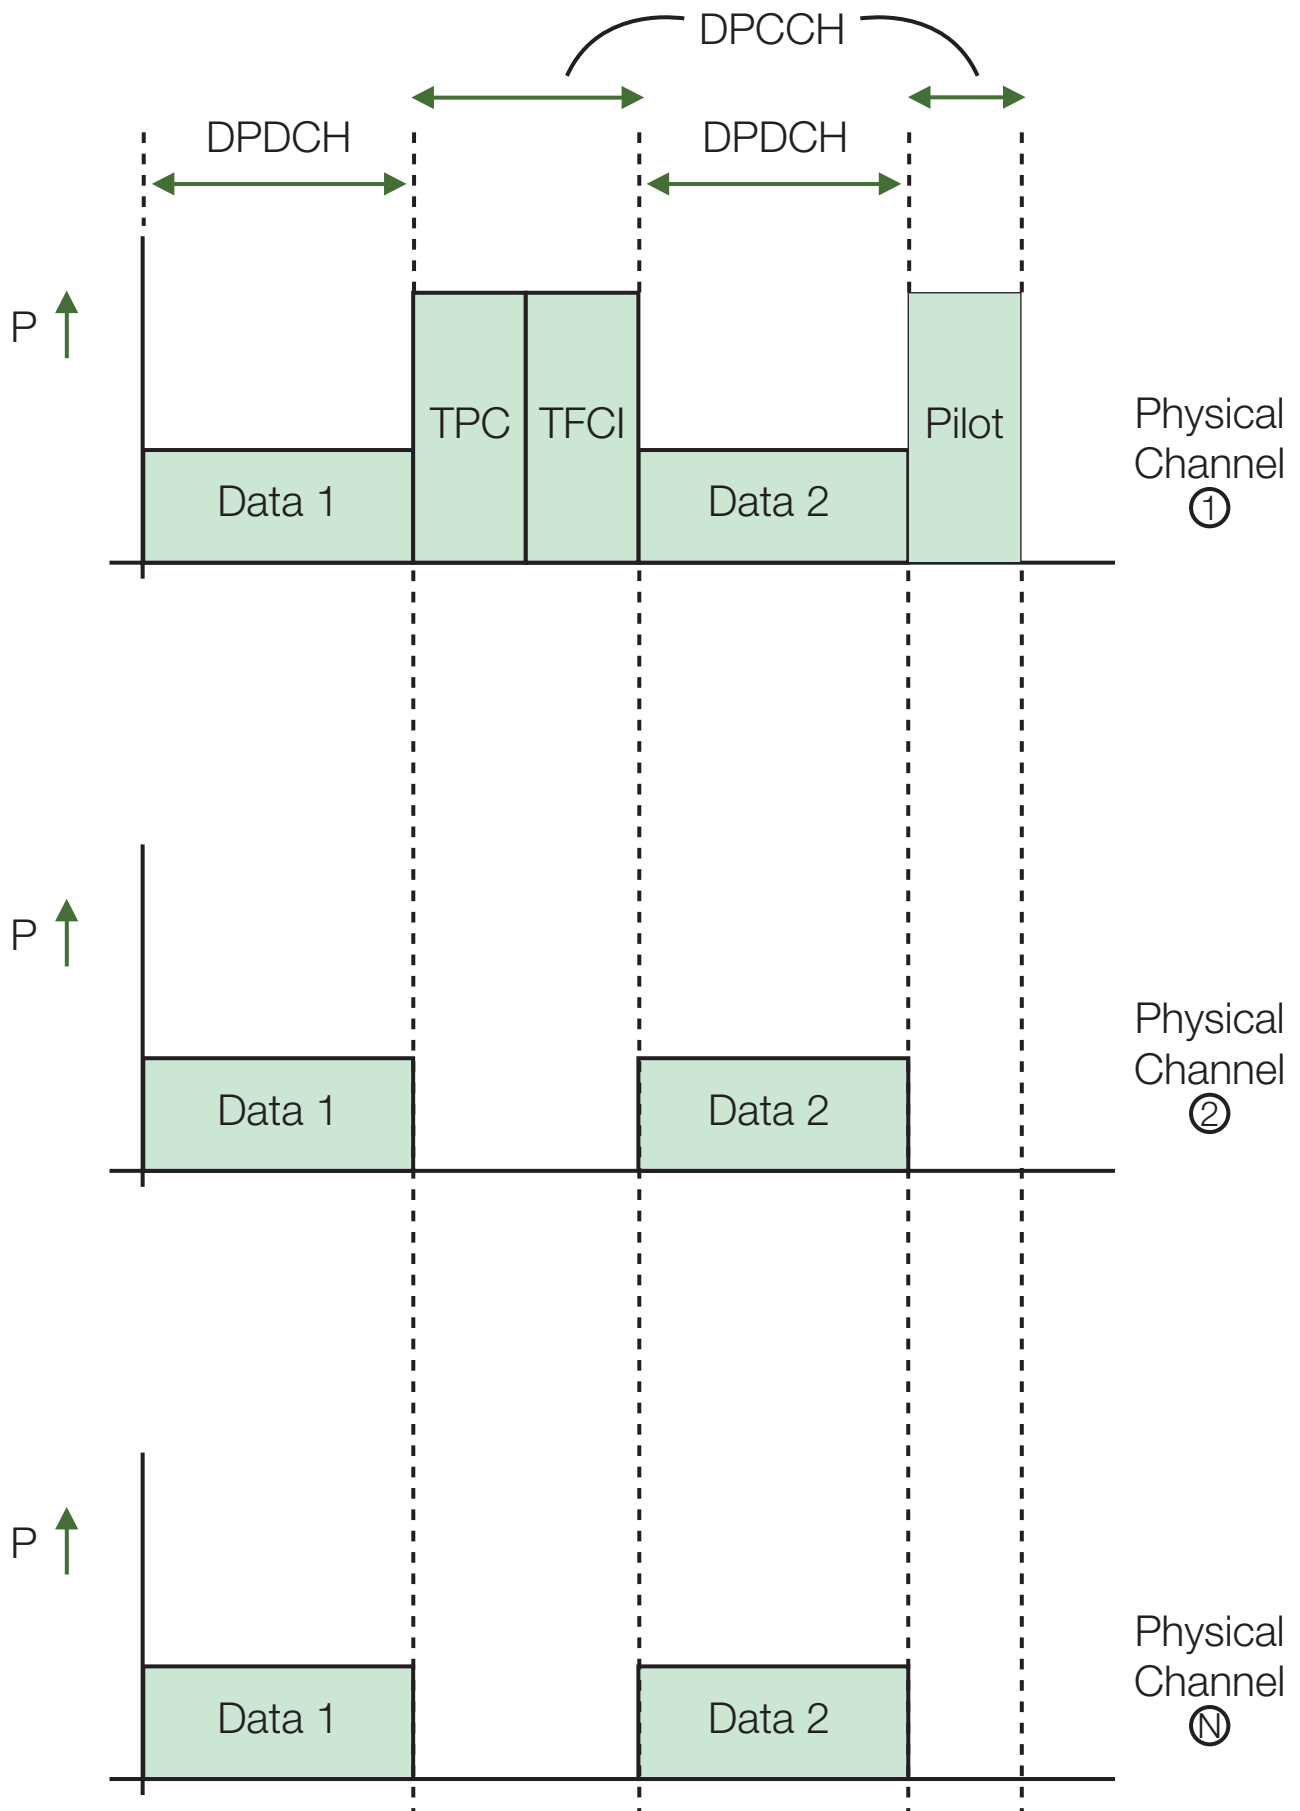 DPCCH
DPDCH
DPDCH
P
TPC
TFCI
Pilot
Data 1
Data 2
Physical
Channel
①
P
Data 1
Data 2
Physical
Channel
②
P
Data 1
Data 2
Physical
Channel
Ⓝ